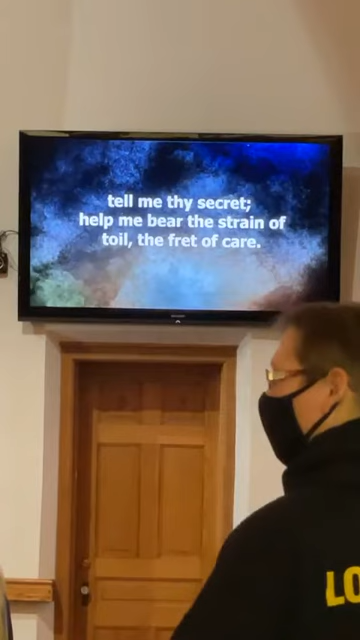 tell me thy secret;
help me bear the strain of
toil, the fret of care.
LO